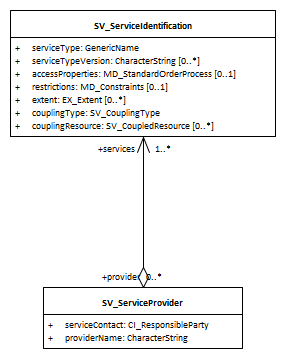 SV_ServiceIdentification
+ serviceType: GenericName
+ serviceTypeVersion: CharacterString [0..*]
+ accessProperties: MD_StandardOrderProcess [0..1]
+ restrictions: MD_Constraints [0..1]
+ extent: EX_Extent [0..*]
+ couplingType: SV_CouplingType
+ couplingResource: SV_CoupledResource [0..*]
+services 1..*
+provider 0..*
SV_ServiceProvider
+ serviceContact: CI_ResponsibleParty
+ providerName: CharacterString